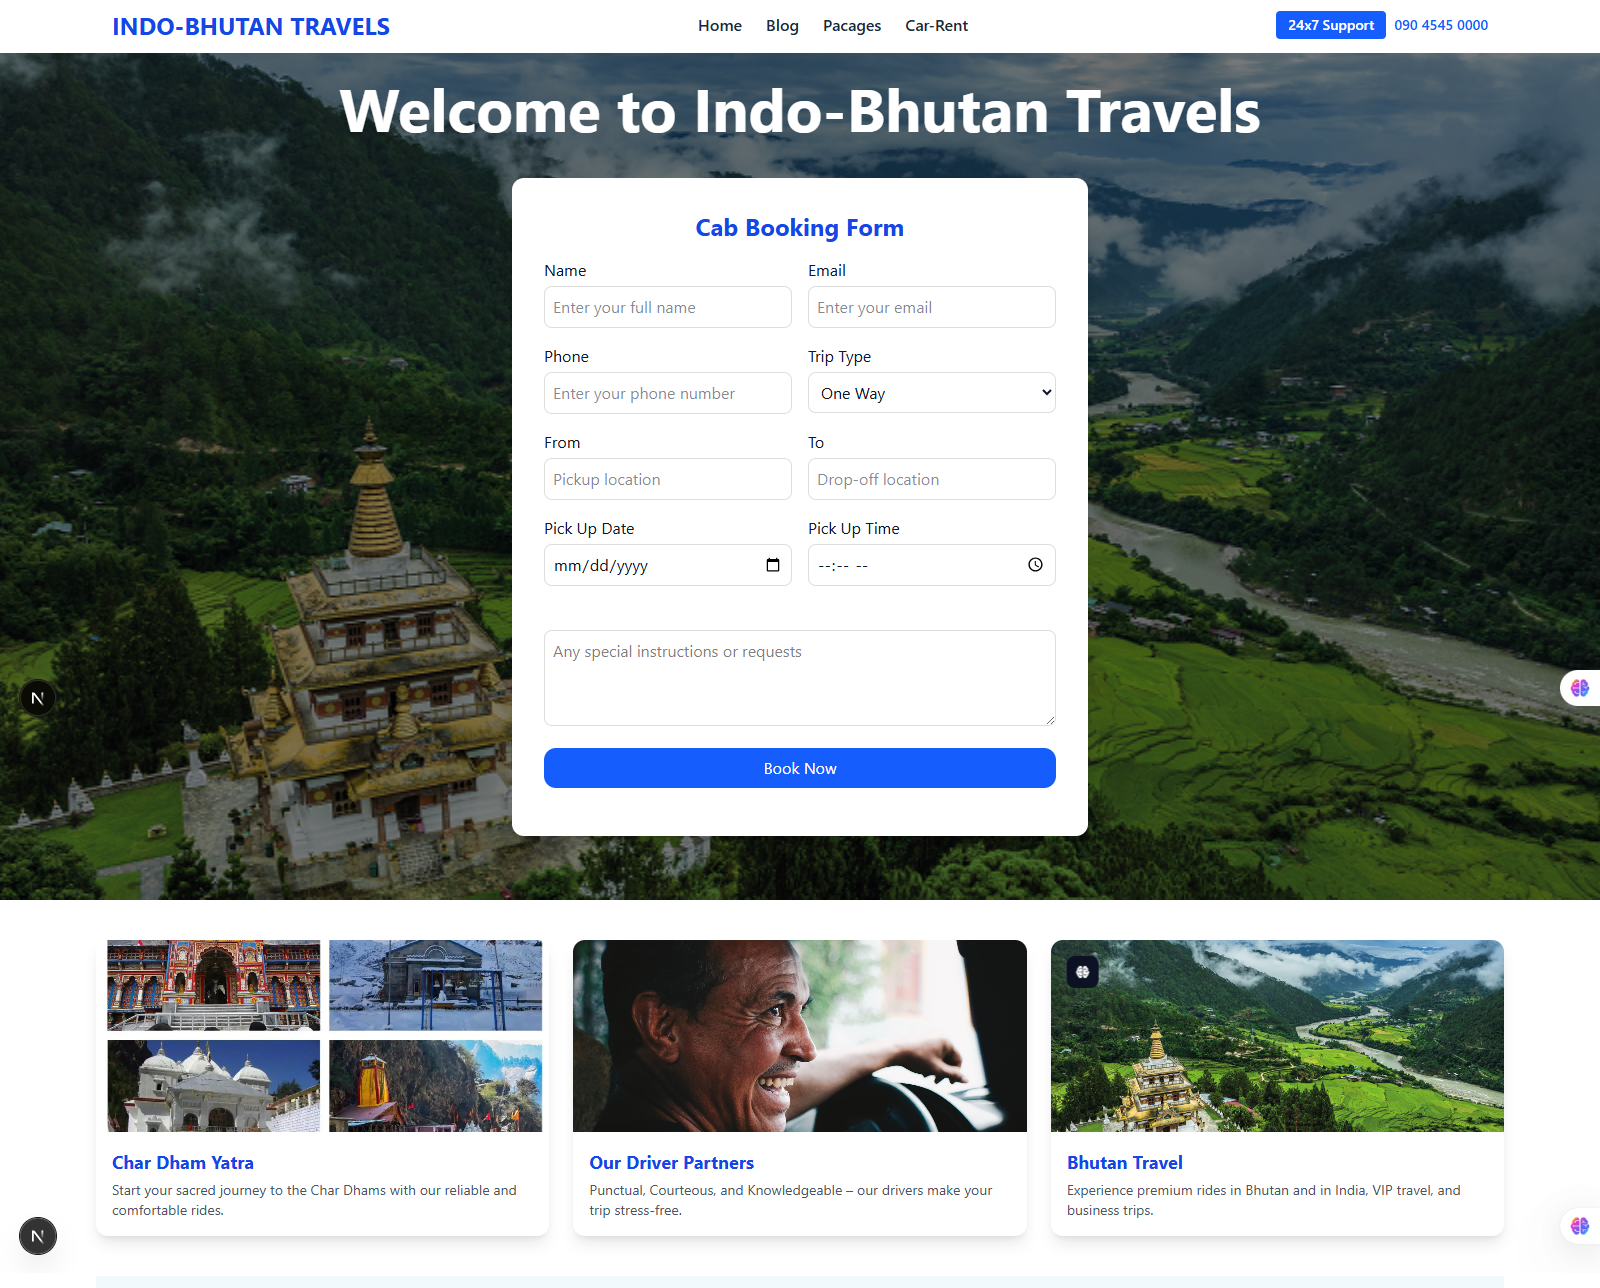 INDO-BHUTAN TRAVELS
Home Blog Pacages Car-Rent
24x7 Support 090 4545 0000
Welcome to Indo-Bhutan Travels
Cab Booking Form
Name Email
Enter your full name Enter your email
Phone Trip Type
Enter your phone number One Way
From To
Pickup location Drop-off location
Pick Up Date Pick Up Time
mm/dd/yyyy --:-- --
Any special instructions or requests
N
Book Now
Char Dham Yatra
Start your sacred journey to the Char Dhams with our reliable and
comfortable rides.
Our Driver Partners
Punctual, Courteous, and Knowledgeable – our drivers make your
trip stress-free.
Bhutan Travel
Experience premium rides in Bhutan and in India, VIP travel, and
business trips.
N